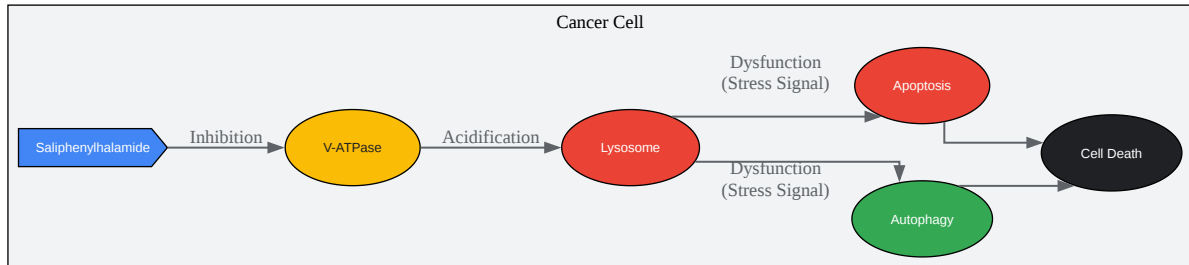 Cancer Cell
Saliphenylhalamide
Inhibition
V-ATPase
Acidification
Lysosome
Dysfunction
(Stress Signal)
Apoptosis
Dysfunction
(Stress Signal)
Autophagy
Cell Death